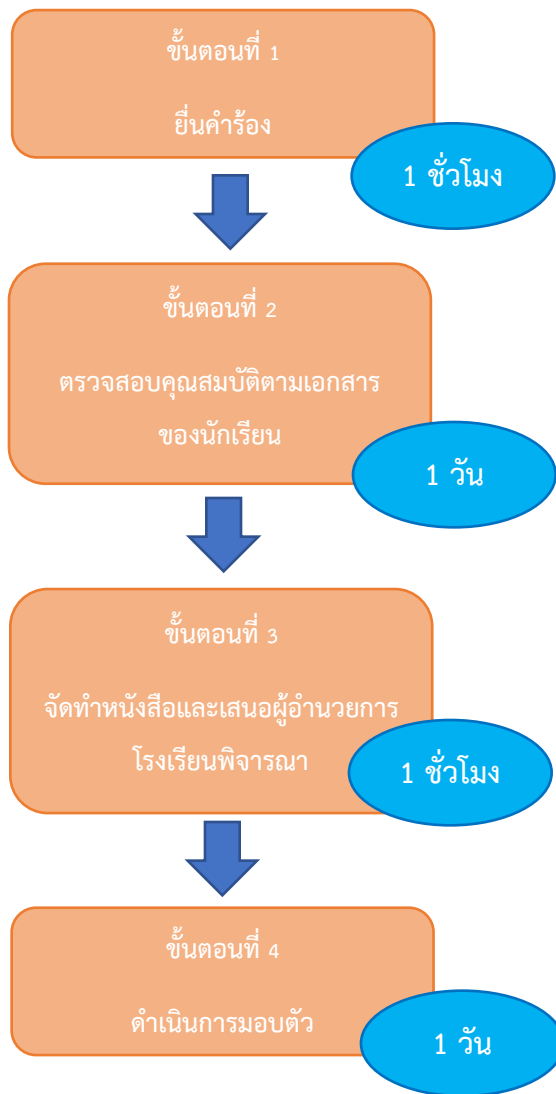 ขั้นตอนที่ 1
ยื่นคำร้อง
1 ชั่วโมง
ขั้นตอนที่ 2
ตรวจสอบคุณสมบัติตามเอกสาร
ของนักเรียน
1 วัน
ขั้นตอนที่ 3
จัดทำหนังสือและเสนอผู้อำนวยการ
โรงเรียนพิจารณา
1 ชั่วโมง
ขั้นตอนที่ 4
ดำเนินการมอบตัว
1 วัน